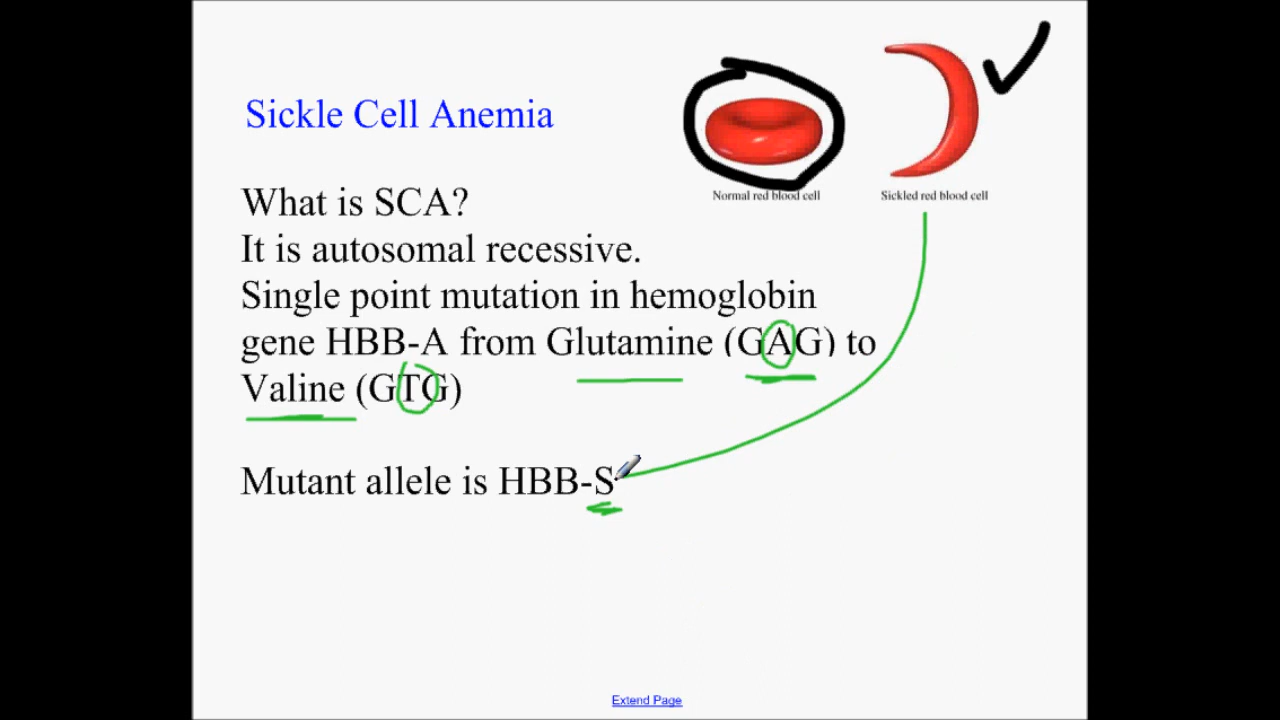 Sickle Cell Anemia
Normal red blood cell
Sickled red blood cell
What is SCA?
It is autosomal recessive.
Single point mutation in hemoglobin
gene HBB-A from Glutamine (GAG) to
Valine (GTG)
Mutant allele is HBB-S
Extend Page